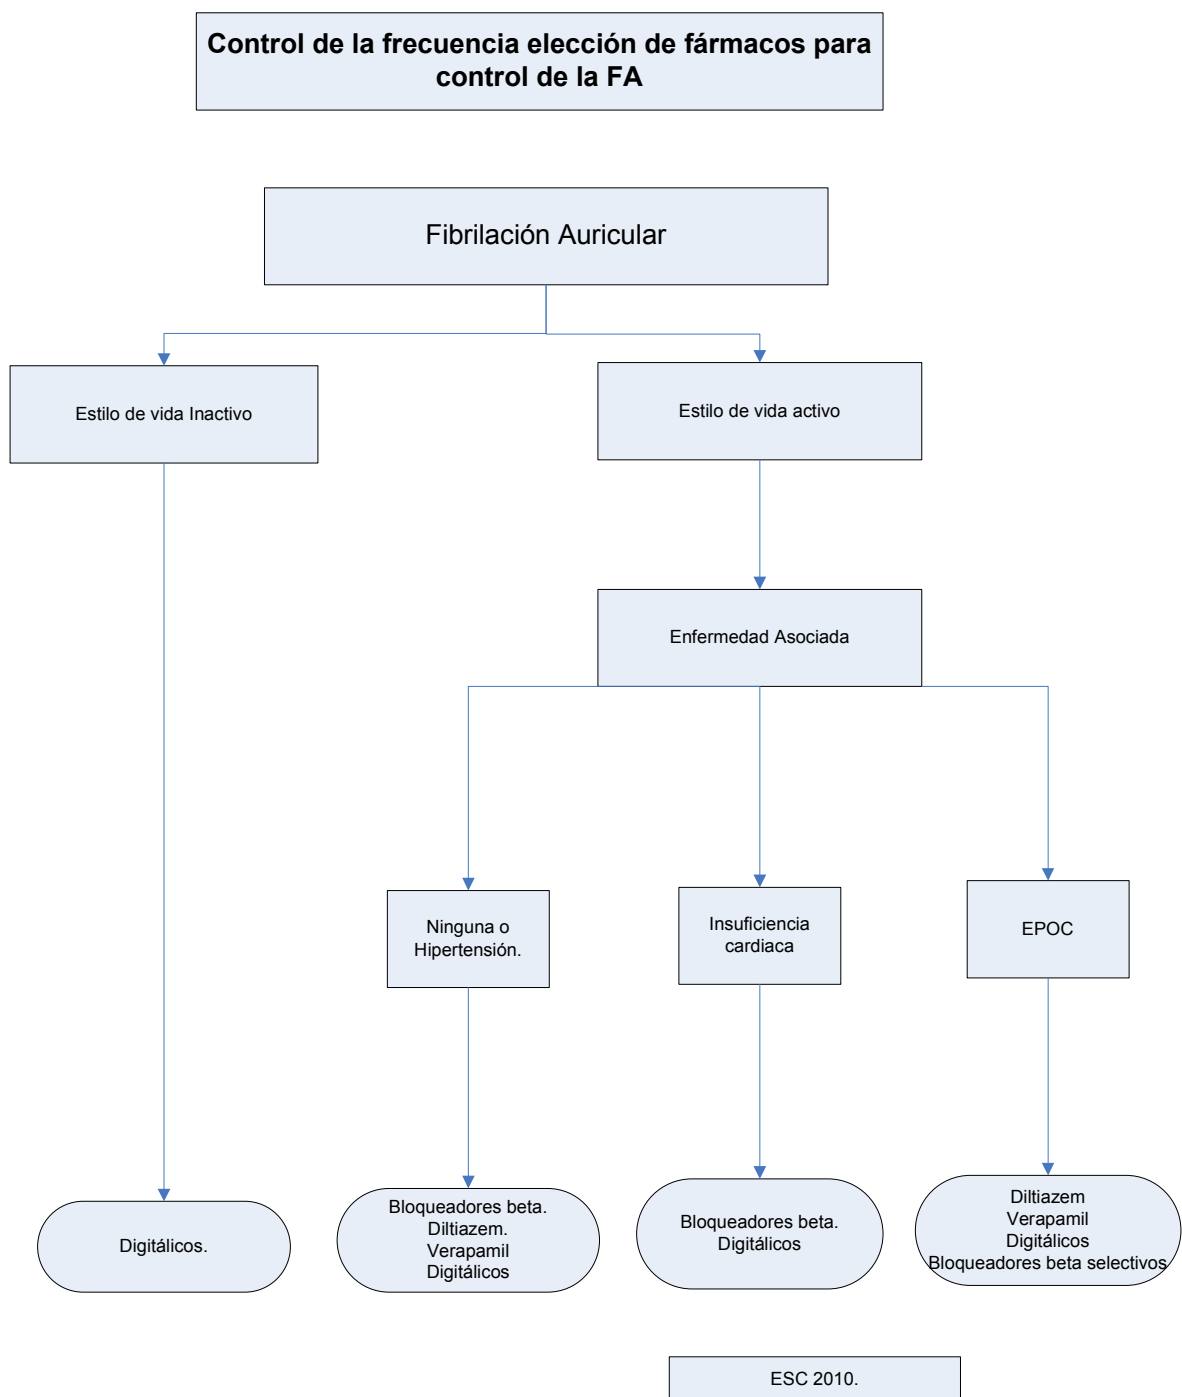 Control de la frecuencia elección de fármacos para
control de la FA
Fibrilación Auricular
Estilo de vida Inactivo
Estilo de vida activo
Enfermedad Asociada
Ninguna o
Hipertensión.
Insuficiencia
cardiaca
EPOC
Digitálicos.
Bloqueadores beta.
Diltiazem.
Verapamil
Digitálicos
Bloqueadores beta.
Digitálicos
Diltiazem
Verapamil
Digitálicos
Bloqueadores beta selectivos
ESC 2010.